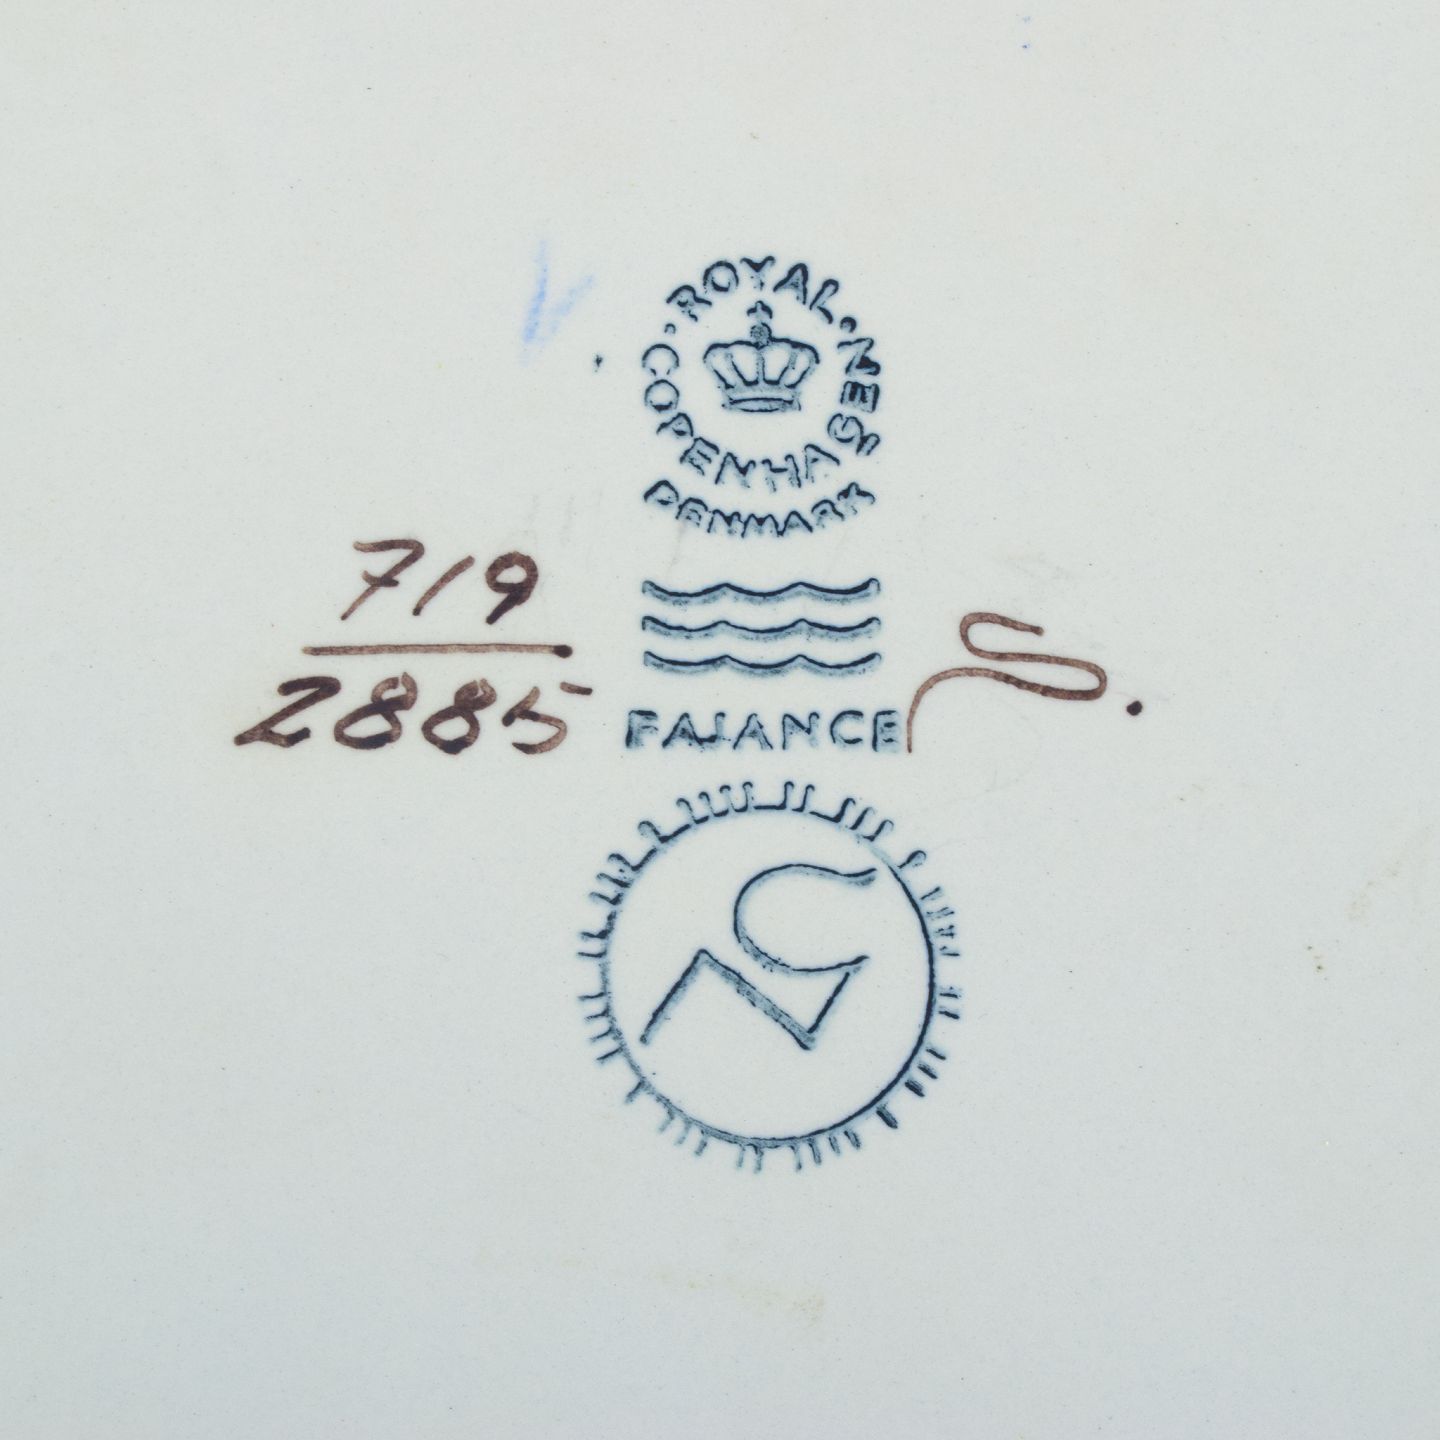 ROYAL · COPENHAGEN ·
DENMARK
719
2885
FAJANCE
S.